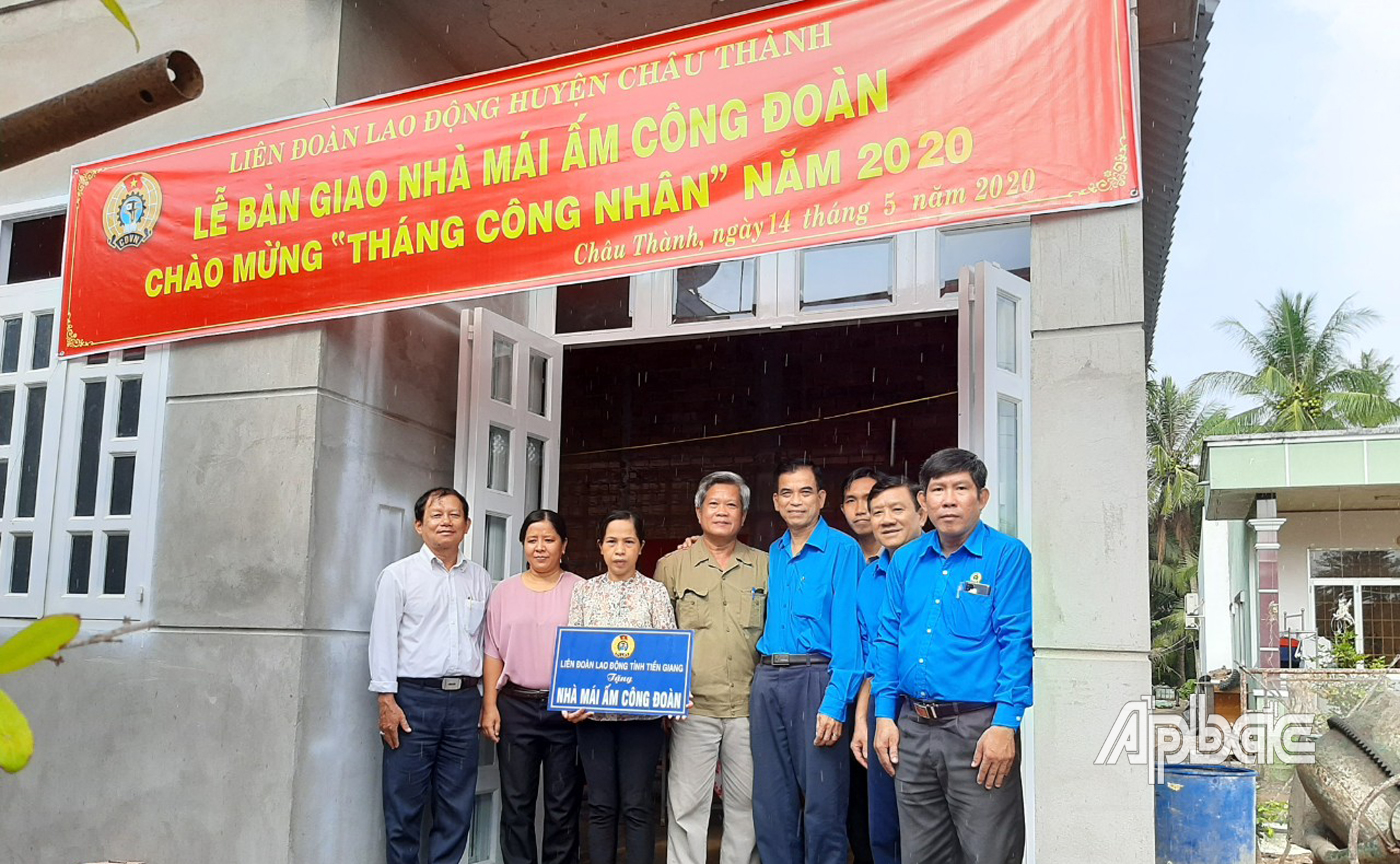 LIÊN ĐOÀN LAO ĐỘNG HUYỆN CHÂU THÀNH
LỄ BÀN GIAO NHÀ MÁI ẤM CÔNG ĐOÀN
CHÀO MỪNG “THÁNG CÔNG NHÂN” NĂM 2020
Châu Thành, ngày 14 tháng 5 năm 2020
LIÊN ĐOÀN LAO ĐỘNG TỈNH TIỀN GIANG
Tặng
NHÀ MÁI ẤM CÔNG ĐOÀN
Apbac